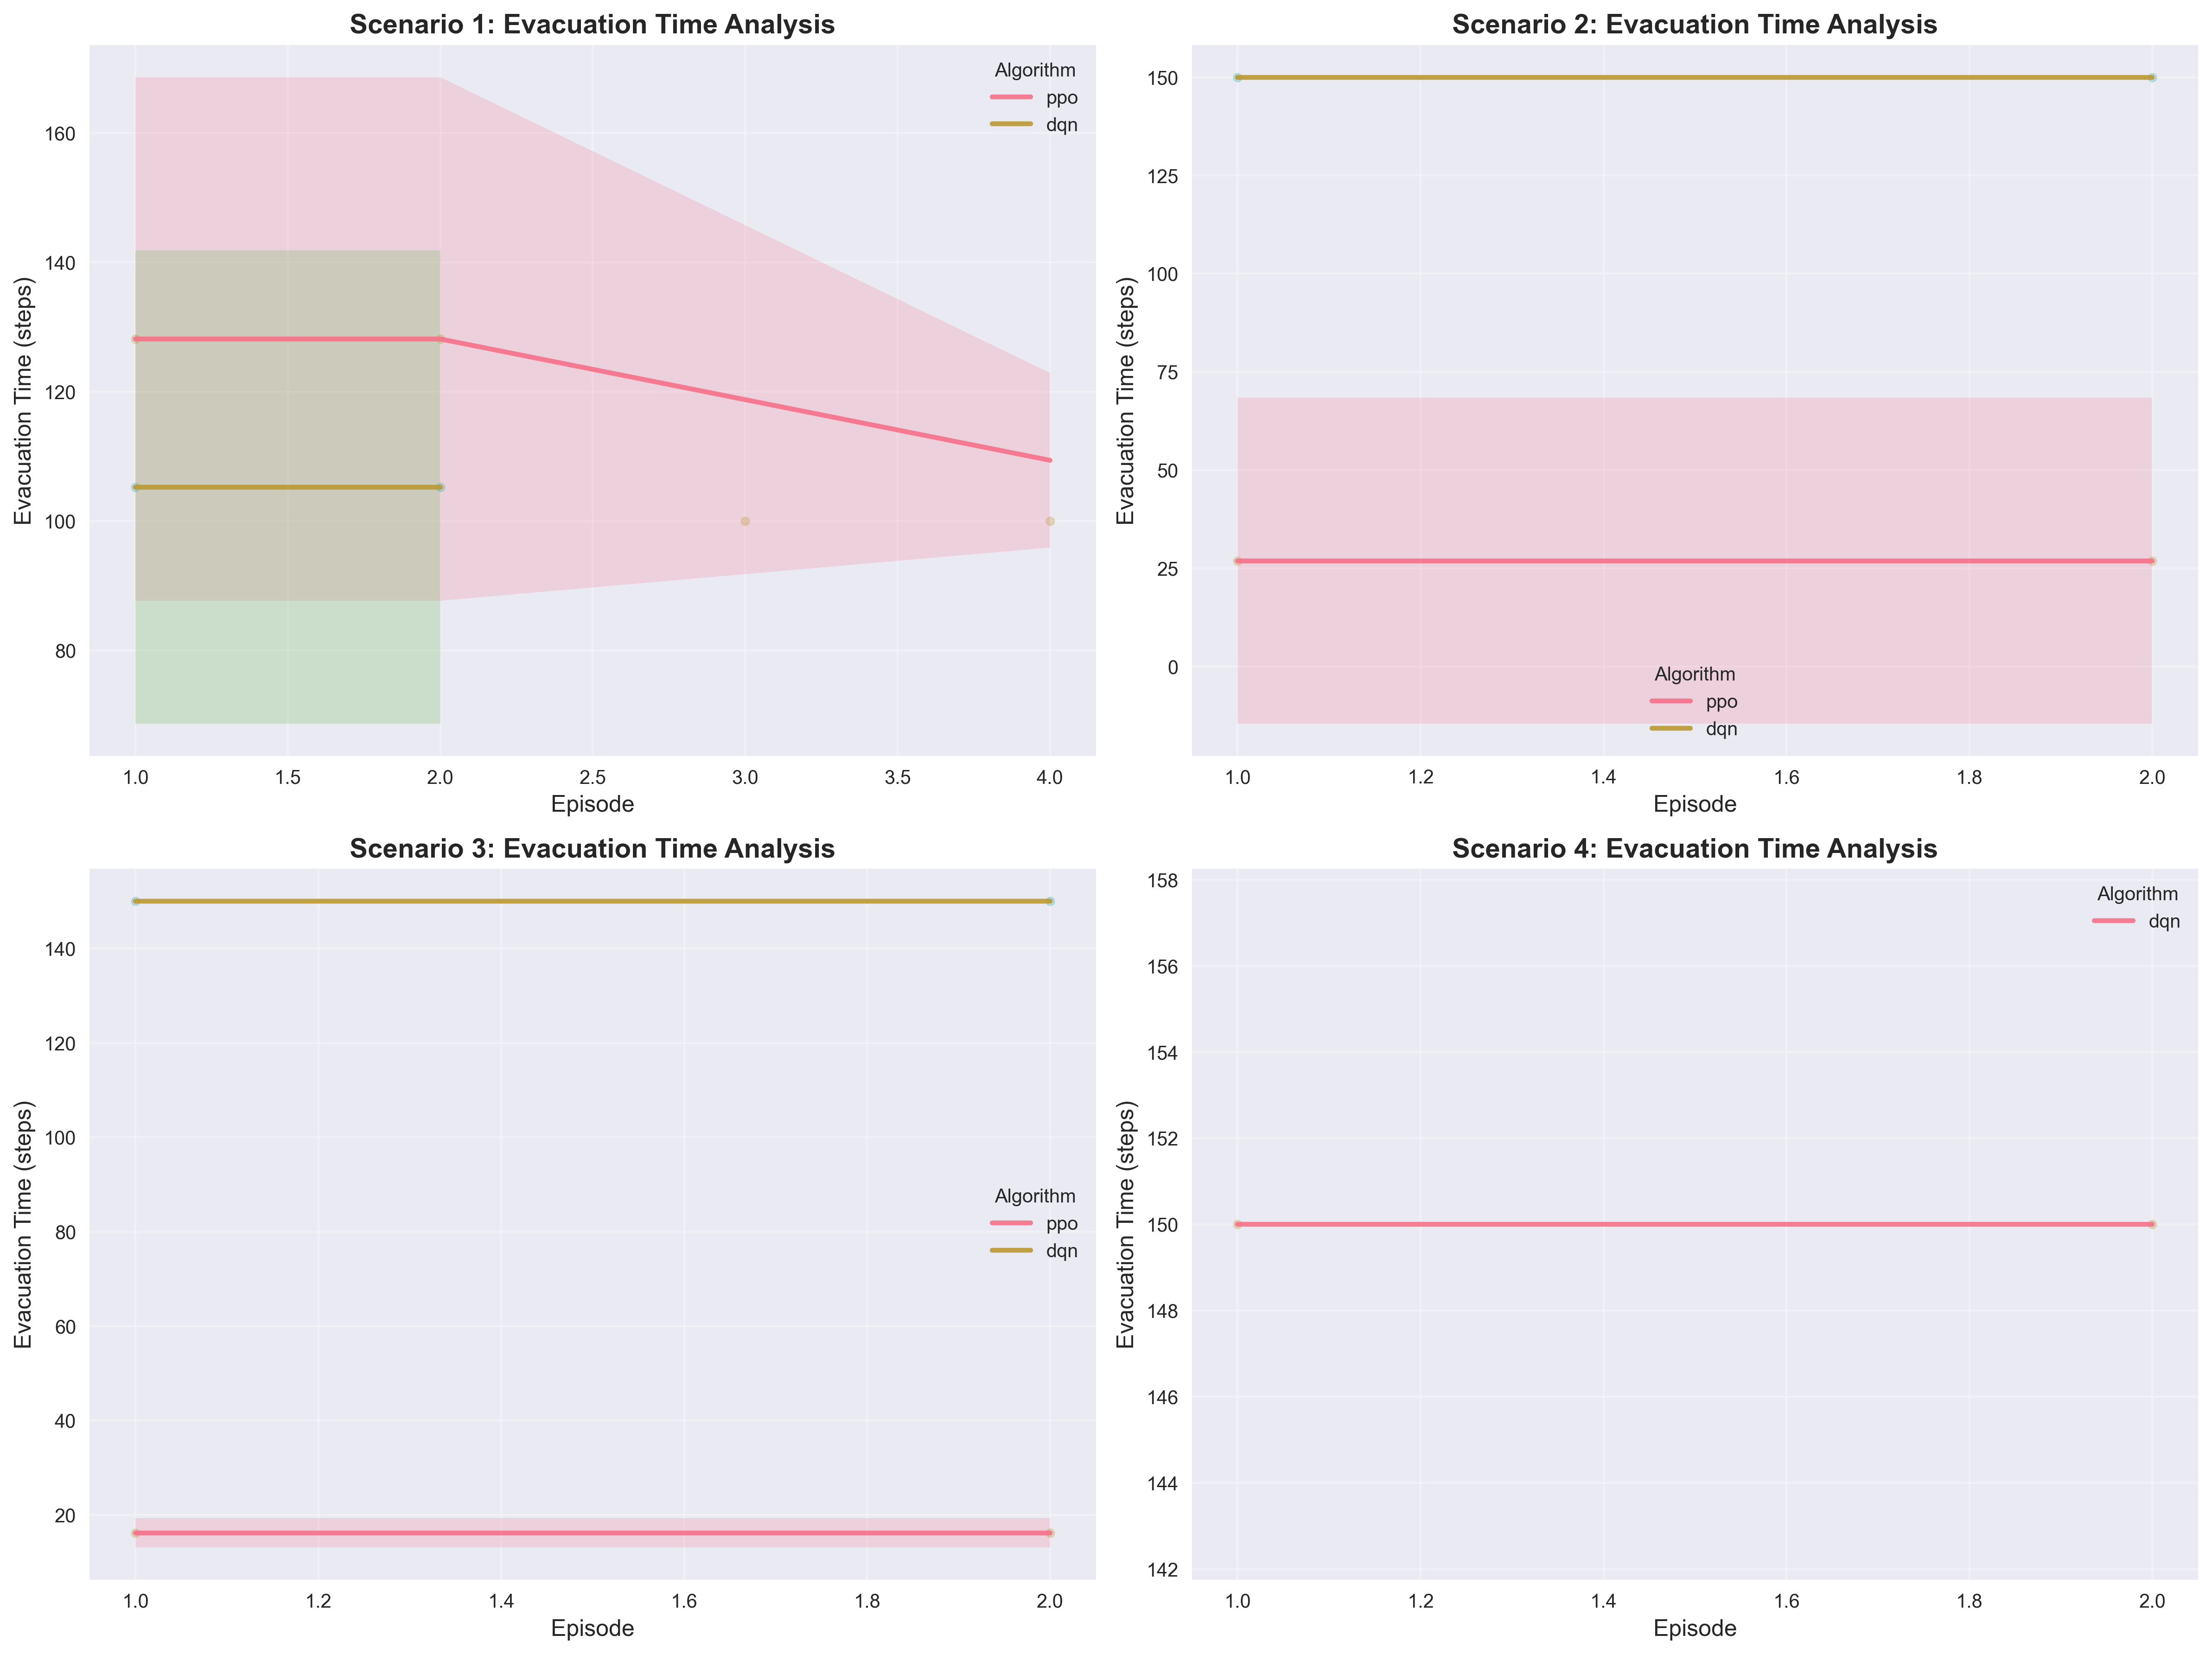 Scenario 1: Evacuation Time Analysis
Evacuation Time (steps)
160
140
120
100
80
Algorithm
ppo
dqn
1.0 1.5 2.0 2.5 3.0 3.5 4.0
Episode
Scenario 2: Evacuation Time Analysis
Evacuation Time (steps)
150
125
100
75
50
25
0
Algorithm
ppo
dqn
1.0 1.2 1.4 1.6 1.8 2.0
Episode
Scenario 3: Evacuation Time Analysis
Evacuation Time (steps)
140
120
100
80
60
40
20
Algorithm
ppo
dqn
1.0 1.2 1.4 1.6 1.8 2.0
Episode
Scenario 4: Evacuation Time Analysis
Evacuation Time (steps)
158
156
154
152
150
148
146
144
142
Algorithm
dqn
1.0 1.2 1.4 1.6 1.8 2.0
Episode